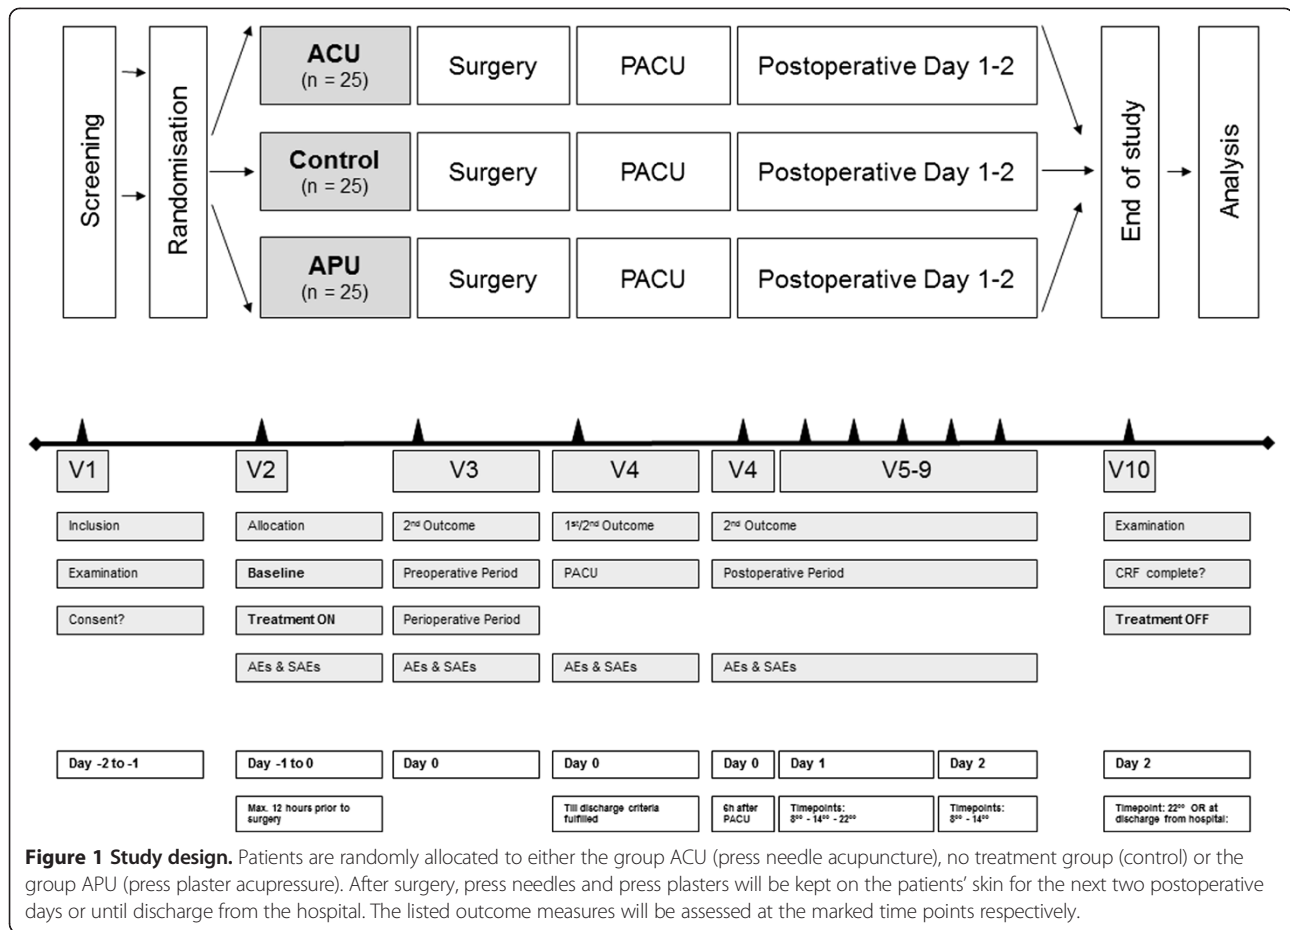 Screening
Randomisation
ACU
(n = 25)
Surgery
PACU
Postoperative Day 1-2
Control
(n = 25)
Surgery
PACU
Postoperative Day 1-2
APU
(n = 25)
Surgery
PACU
Postoperative Day 1-2
End of study
Analysis
V1
V2
V3
V4
V4
V5-9
V10
Inclusion
Allocation
2nd Outcome
1st/2nd Outcome
2nd Outcome
Examination
Examination
Baseline
Preoperative Period
PACU
Postoperative Period
CRF complete?
Consent?
Treatment ON
Perioperative Period
Treatment OFF
AEs & SAEs
AEs & SAEs
AEs & SAEs
AEs & SAEs
Day -2 to -1
Day -1 to 0
Day 0
Day 0
Day 0
Day 1
Day 2
Day 2
Max. 12 hours prior to
surgery
Till discharge criteria
fulfilled
6h after
PACU
Timepoints:
8⁰⁰ - 14⁰⁰ - 22⁰⁰
Timepoints:
8⁰⁰ - 14⁰⁰
Timepoint: 22⁰⁰ OR at
discharge from hospital:
Figure 1 Study design. Patients are randomly allocated to either the group ACU (press needle acupuncture), no treatment group (control) or the
group APU (press plaster acupressure). After surgery, press needles and press plasters will be kept on the patients' skin for the next two postoperative
days or until discharge from the hospital. The listed outcome measures will be assessed at the marked time points respectively.